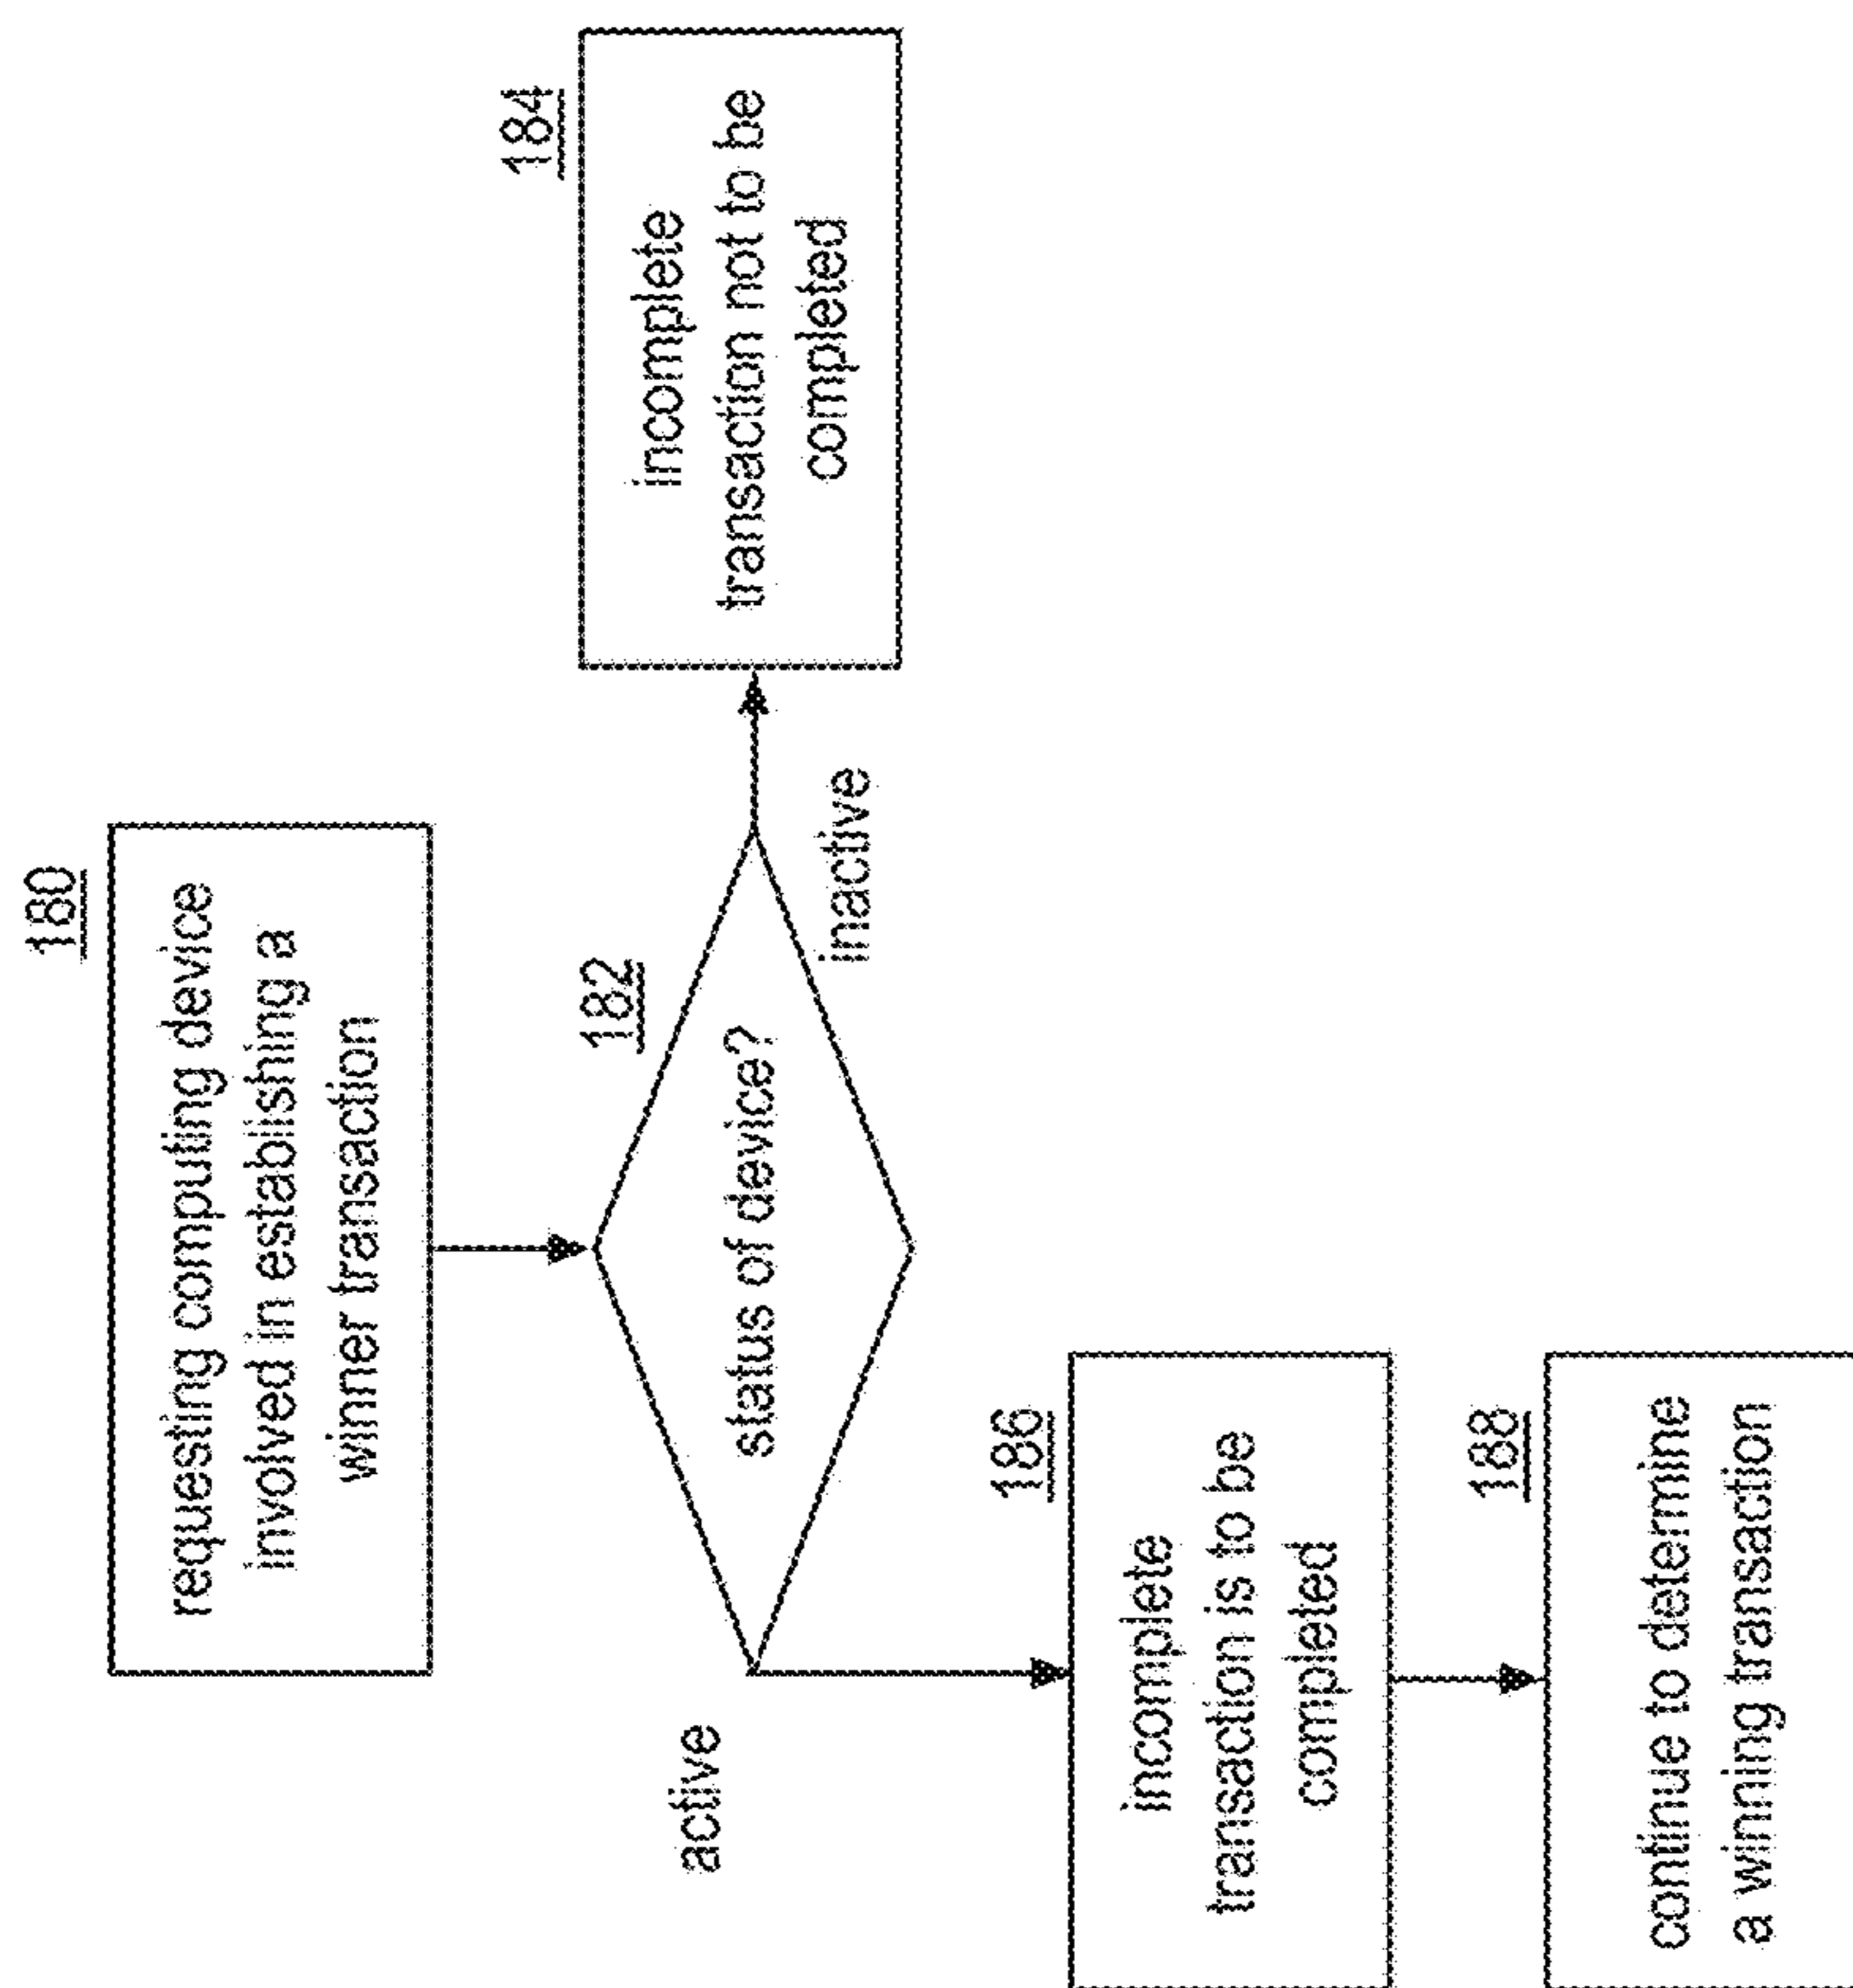 180
requesting computing device
involved in establishing a
winner transaction
182
status of device?
inactive
184
incomplete
transaction not to be
completed
active
186
incomplete
transaction is to be
completed
188
continue to determine
a winning transaction